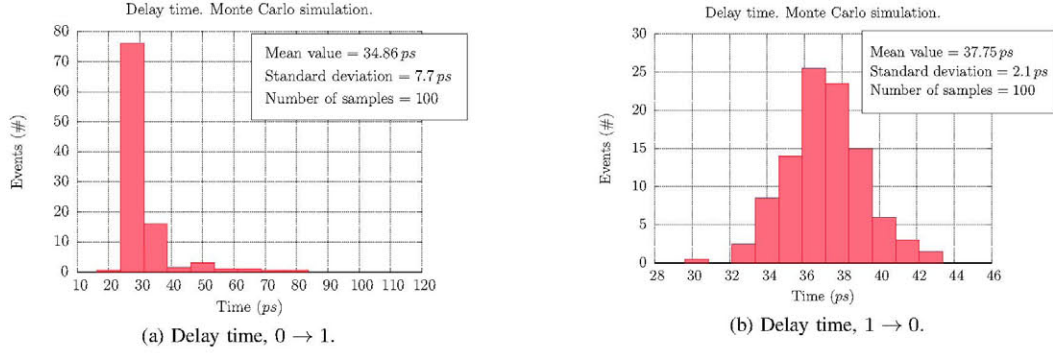 Delay time. Monte Carlo simulation.
80
70
60
50
40
30
20
10
0
Events (#)
Mean value = 34.86 ps
Standard deviation = 7.7 ps
Number of samples = 100
10 20 30 40 50 60 70 80 90 100 110 120
Time (ps)
(a) Delay time, 0 → 1.
Delay time. Monte Carlo simulation.
30
25
20
15
10
5
0
Events (#)
Mean value = 37.75 ps
Standard deviation = 2.1 ps
Number of samples = 100
28 30 32 34 36 38 40 42 44 46
Time (ps)
(b) Delay time, 1 → 0.